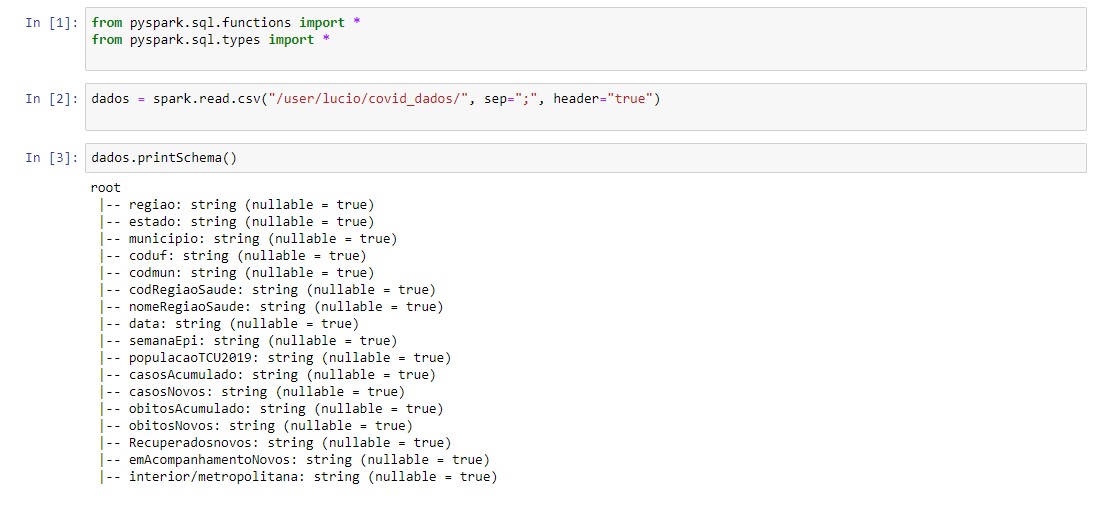 In [1]: from pyspark.sql.functions import *
from pyspark.sql.types import *
In [2]: dados = spark.read.csv("/user/lucio/covid_dados/", sep=";", header="true")
In [3]: dados.printSchema()
root
|-- regiao: string (nullable = true)
|-- estado: string (nullable = true)
|-- municipio: string (nullable = true)
|-- coduf: string (nullable = true)
|-- codmun: string (nullable = true)
|-- codRegiaoSaude: string (nullable = true)
|-- nomeRegiaoSaude: string (nullable = true)
|-- data: string (nullable = true)
|-- semanaEpi: string (nullable = true)
|-- populacaoTCU2019: string (nullable = true)
|-- casosAcumulado: string (nullable = true)
|-- casosNovos: string (nullable = true)
|-- obitosAcumulado: string (nullable = true)
|-- obitosNovos: string (nullable = true)
|-- Recuperadosnovos: string (nullable = true)
|-- emAcompanhamentoNovos: string (nullable = true)
|-- interior/metropolitana: string (nullable = true)